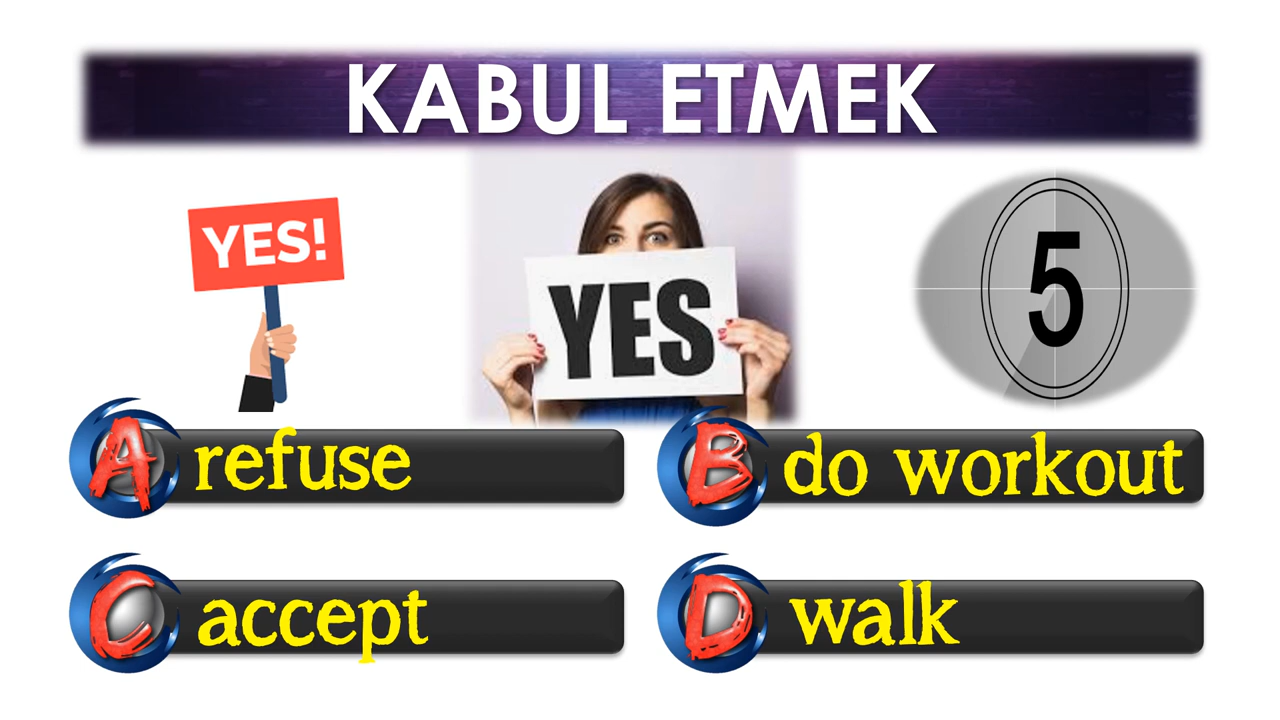 KABUL ETMEK
YES!
YES
5
A refuse
B do workout
C accept
D walk